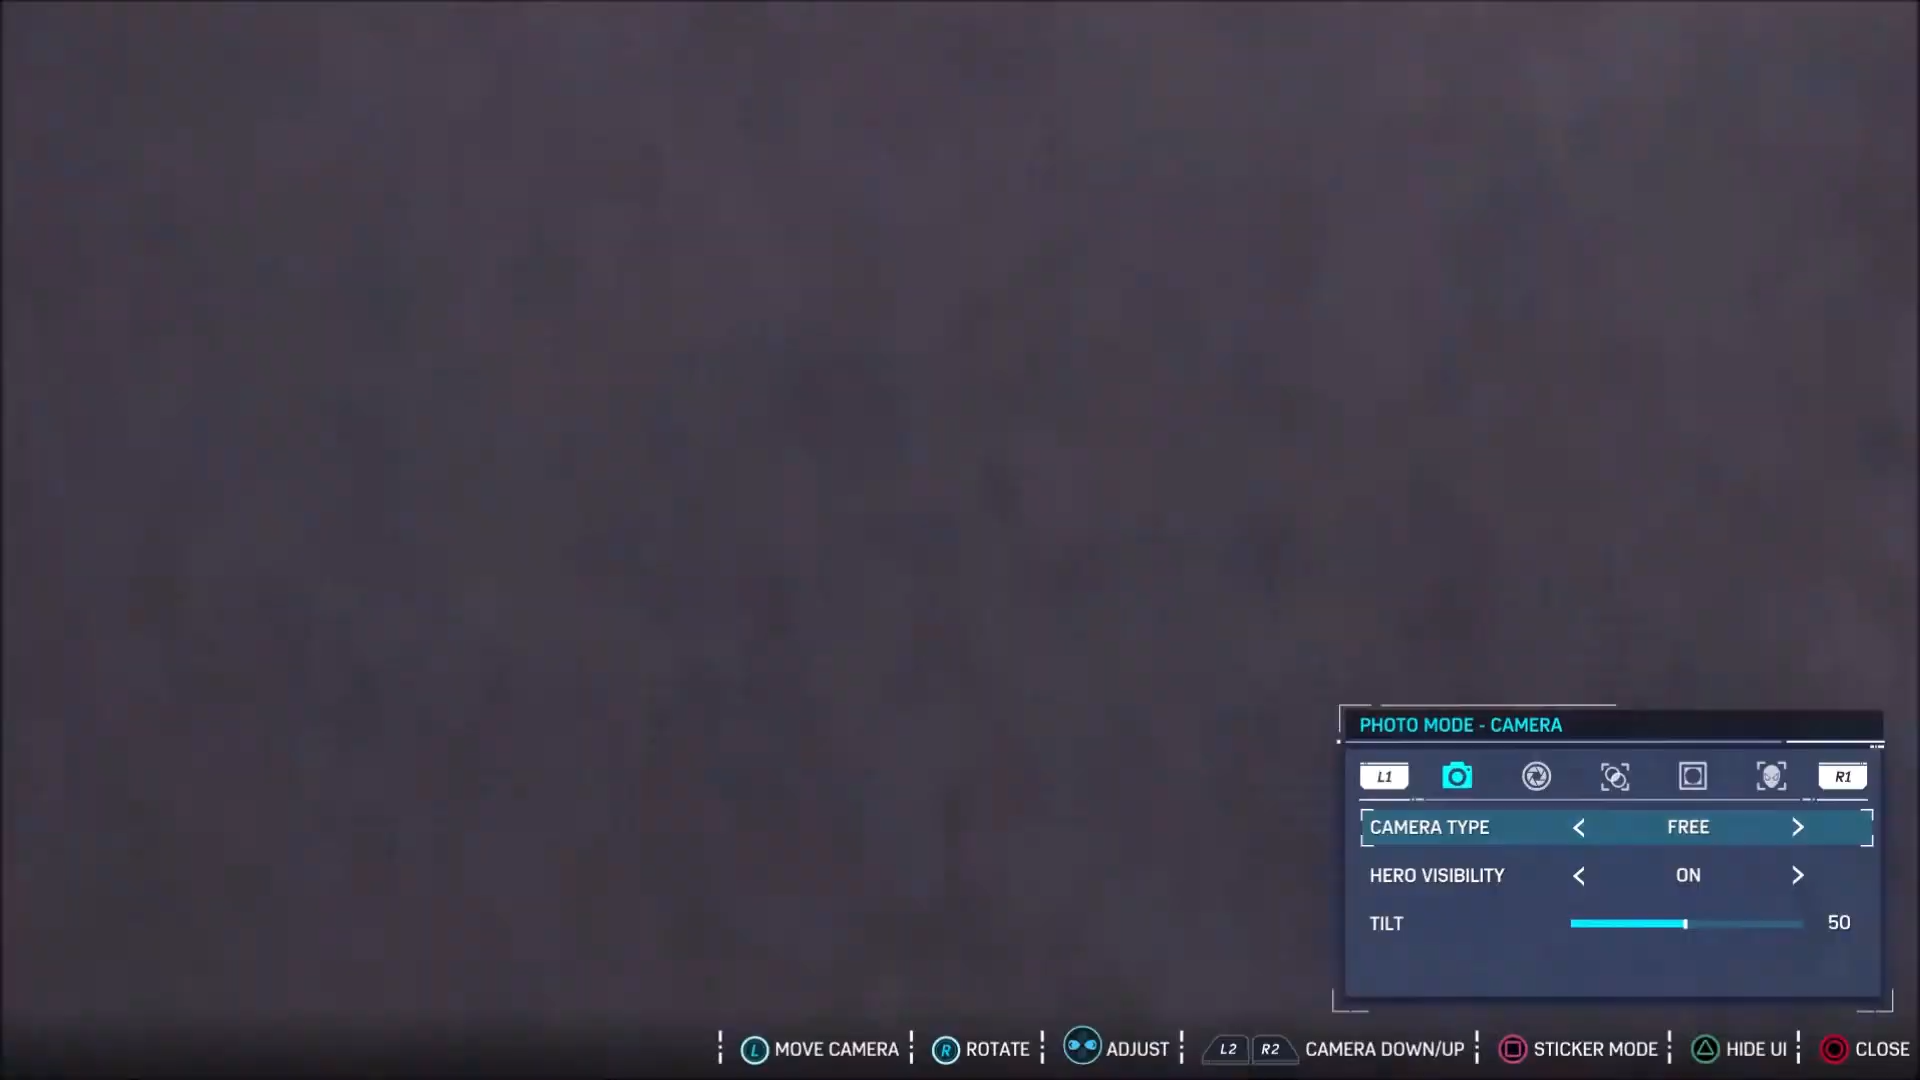 PHOTO MODE - CAMERA
L1 R1
CAMERA TYPE < FREE >
HERO VISIBILITY < ON >
TILT 50
L MOVE CAMERA R ROTATE ADJUST L2 R2 CAMERA DOWN/UP STICKER MODE HIDE UI CLOSE